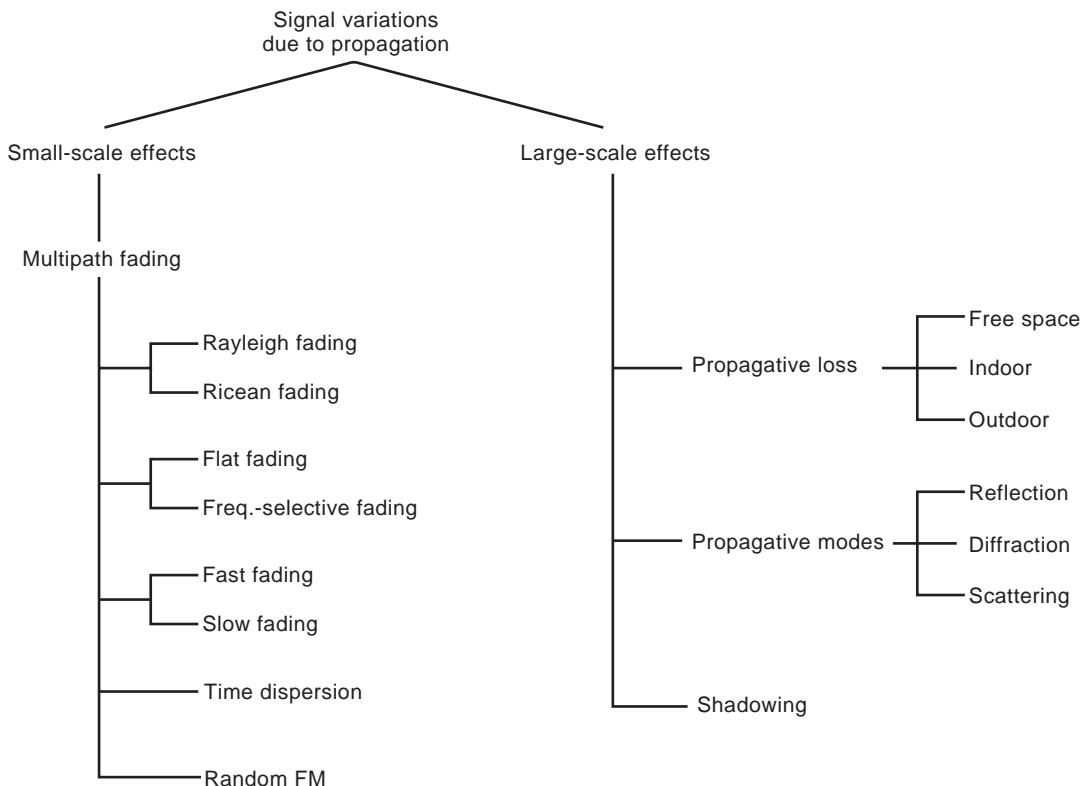 Signal variations
due to propagation
Small-scale effects
Large-scale effects
Multipath fading
Rayleigh fading
Ricean fading
Flat fading
Freq.-selective fading
Fast fading
Slow fading
Time dispersion
Random FM
Propagative loss
Free space
Indoor
Outdoor
Propagative modes
Reflection
Diffraction
Scattering
Shadowing